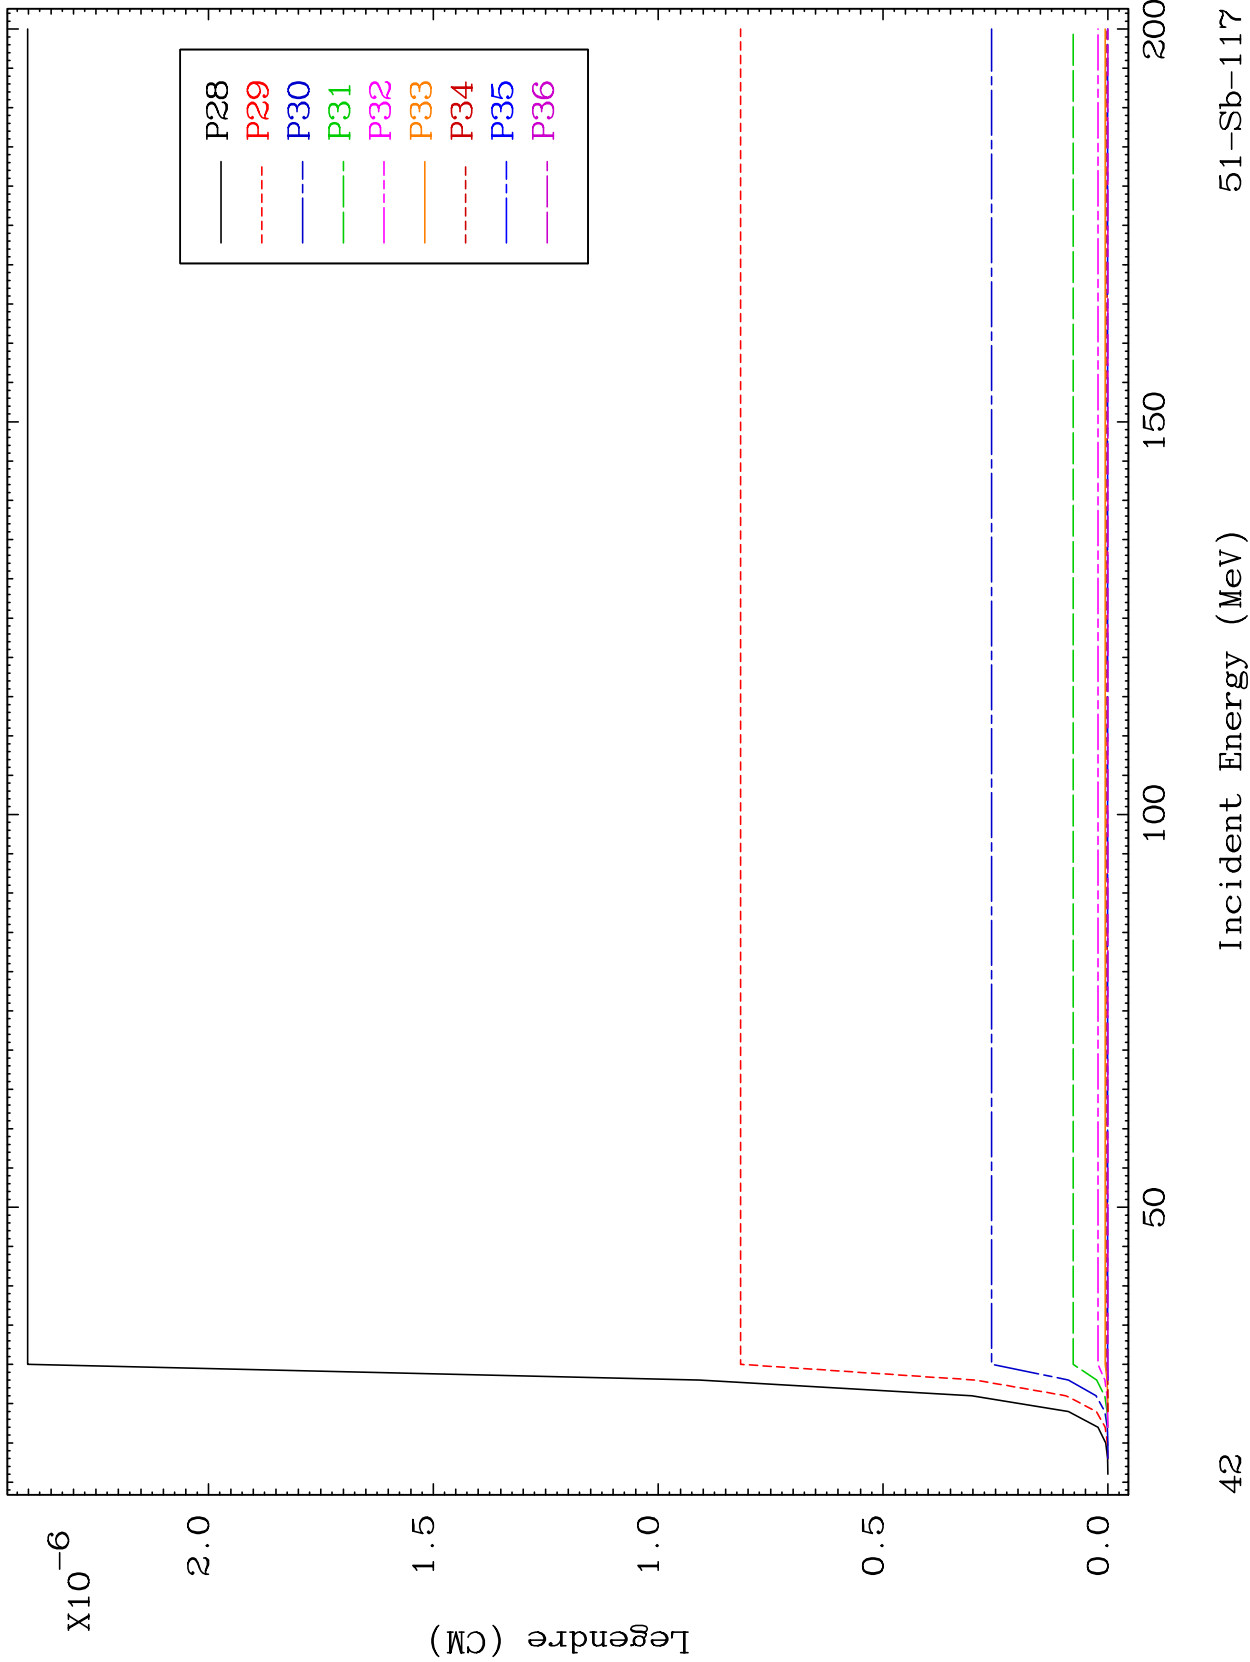 X10-6
2.0
1.5
1.0
0.5
0.0
Legendre (CM)
P28
P29
P30
P31
P32
P33
P34
P35
P36
50
100
150
200
Incident Energy (MeV)
42
51-Sb-117